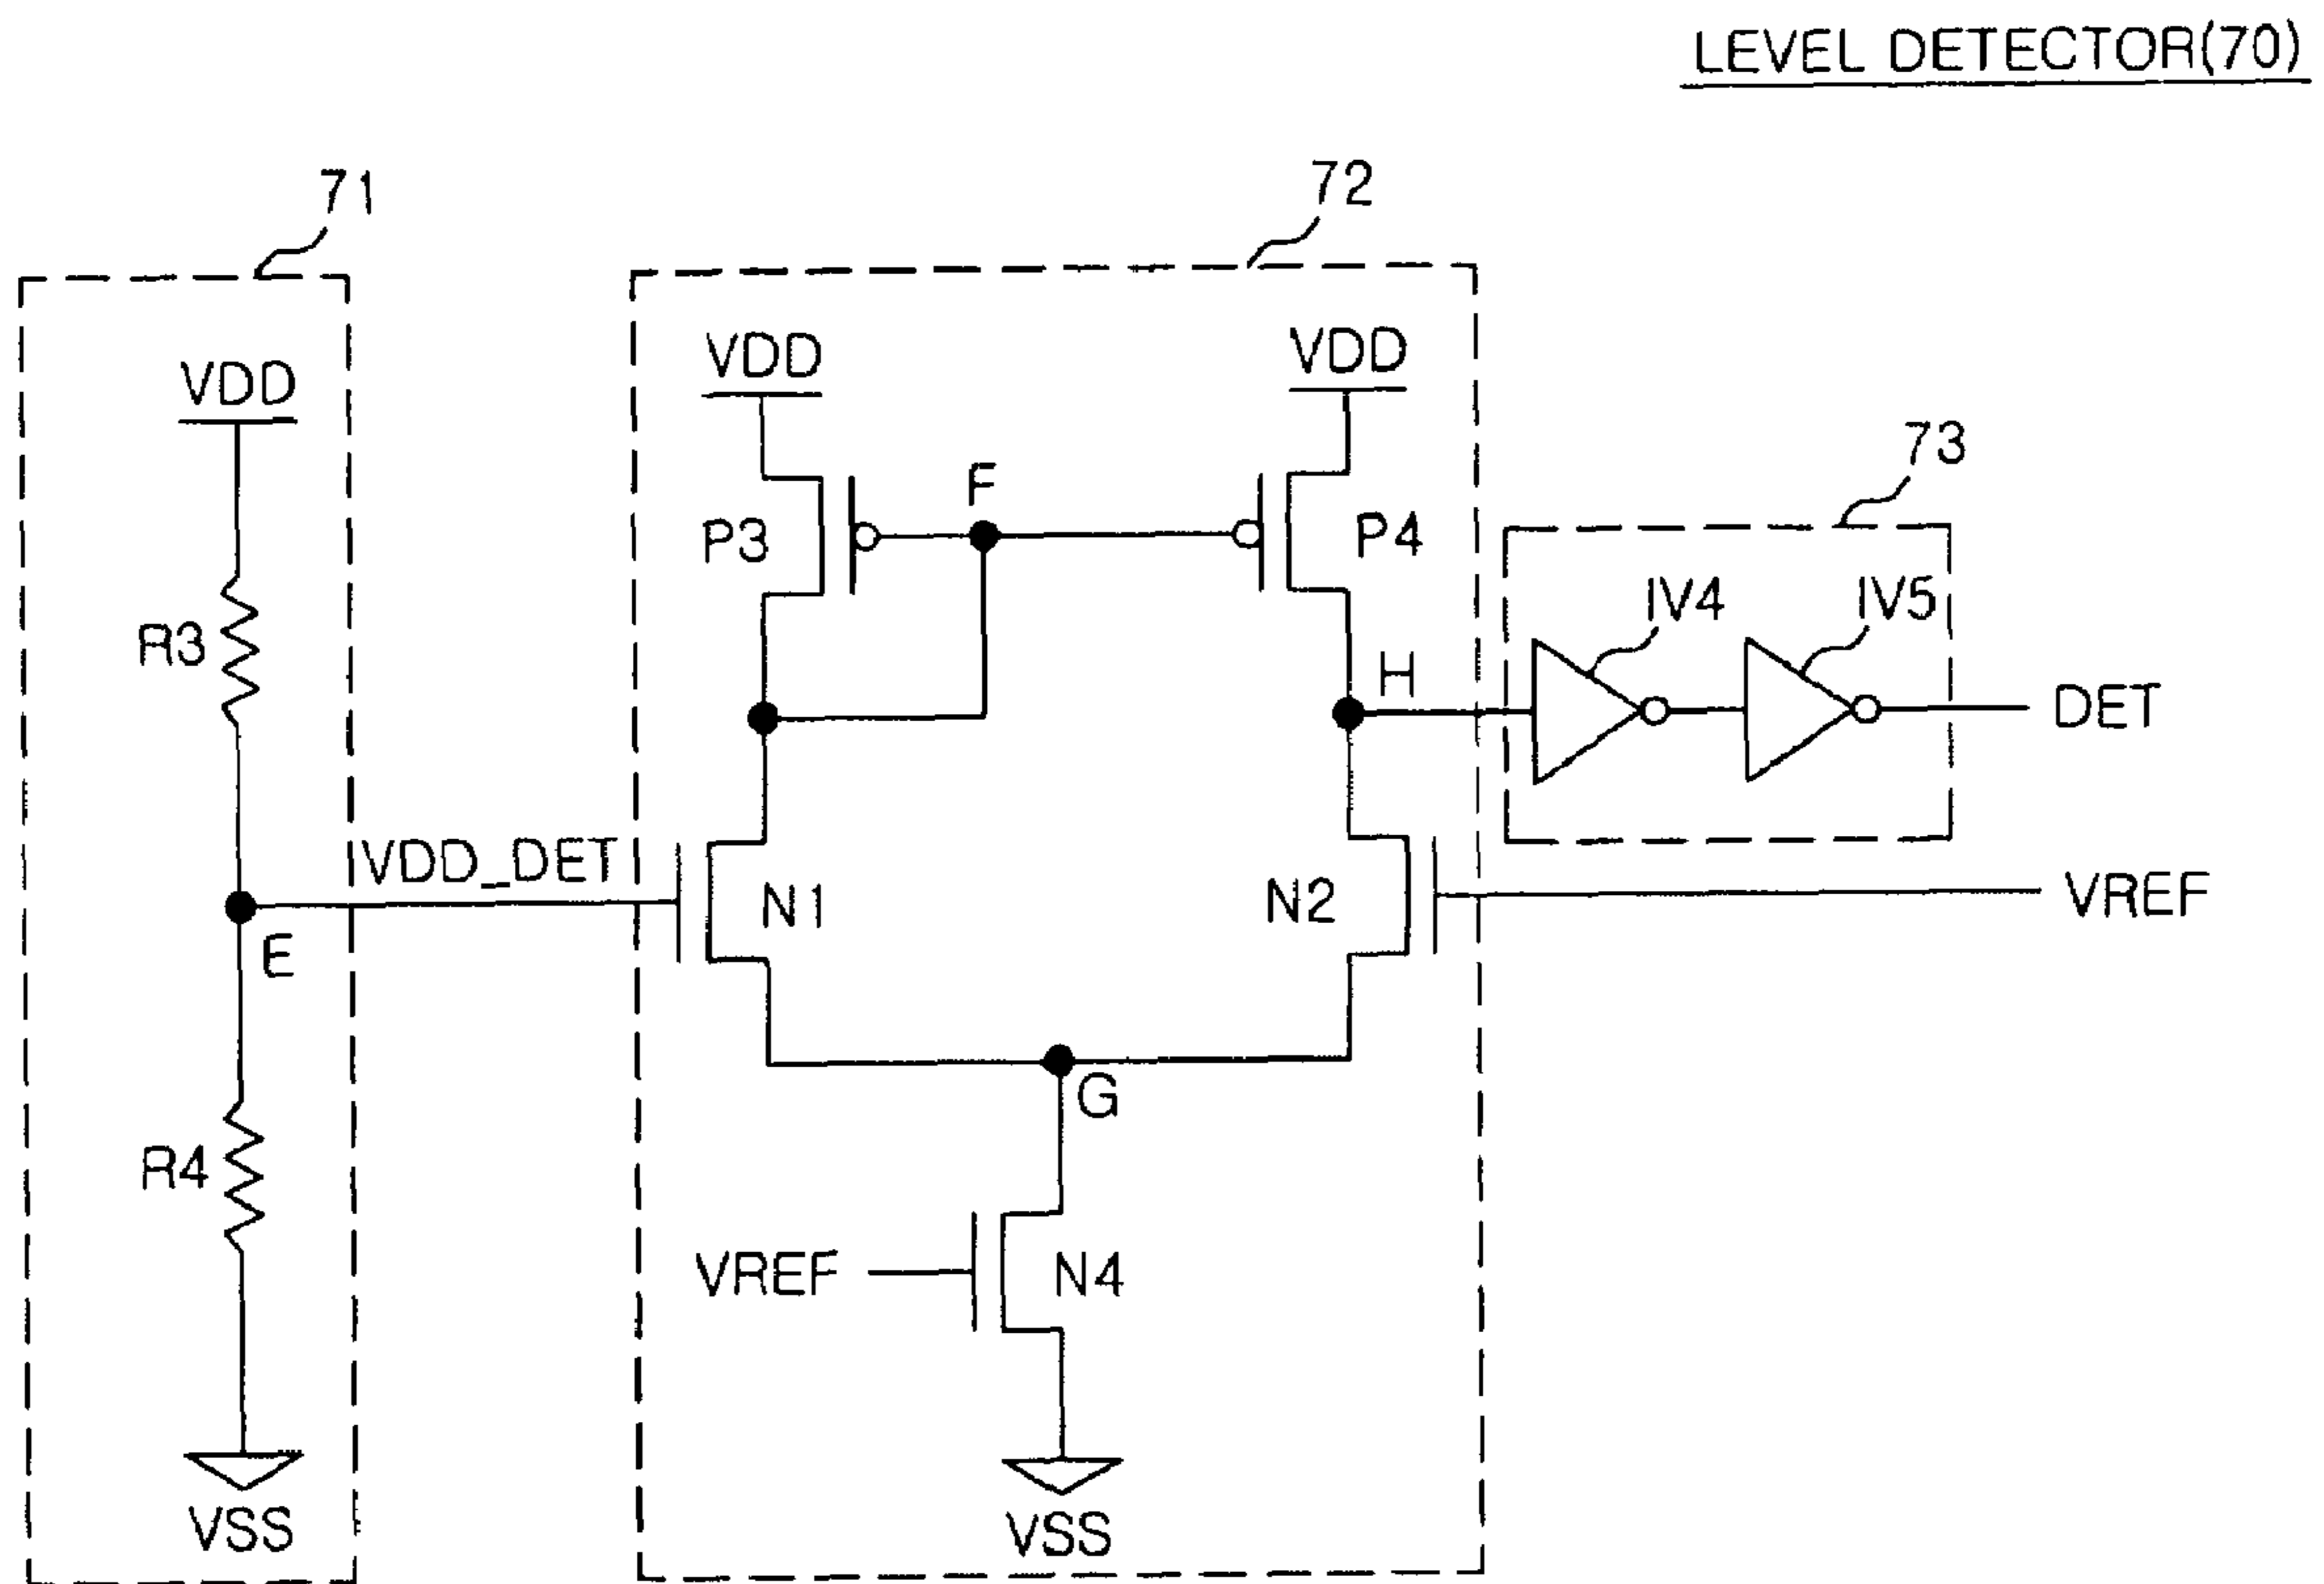 LEVEL DETECTOR(70)
71
72
VDD
VDD
VDD
73
F
P3
P4
IV4
IV5
R3
H
DET
VDD_DET
N1
N2
VREF
E
G
R4
VREF
N4
VSS
VSS